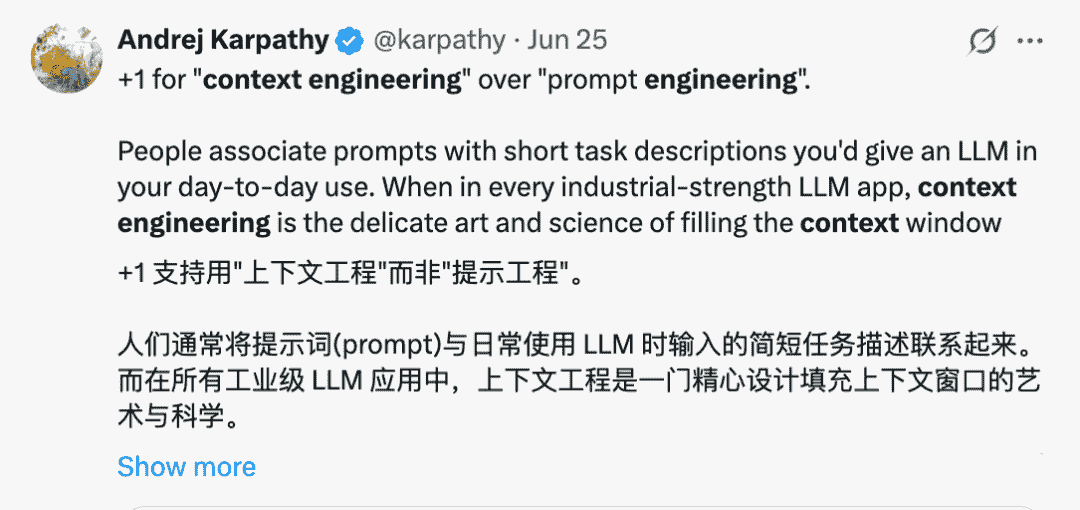 Andrej Karpathy @karpathy · Jun 25
+1 for "context engineering" over "prompt engineering".
People associate prompts with short task descriptions you'd give an LLM in
your day-to-day use. When in every industrial-strength LLM app, context
engineering is the delicate art and science of filling the context window
+1 支持用"上下文工程"而非"提示工程"。
人们通常将提示词(prompt)与日常使用 LLM 时输入的简短任务描述联系起来。
而在所有工业级 LLM 应用中，上下文工程是一门精心设计填充上下文窗口的艺
术与科学。
Show more